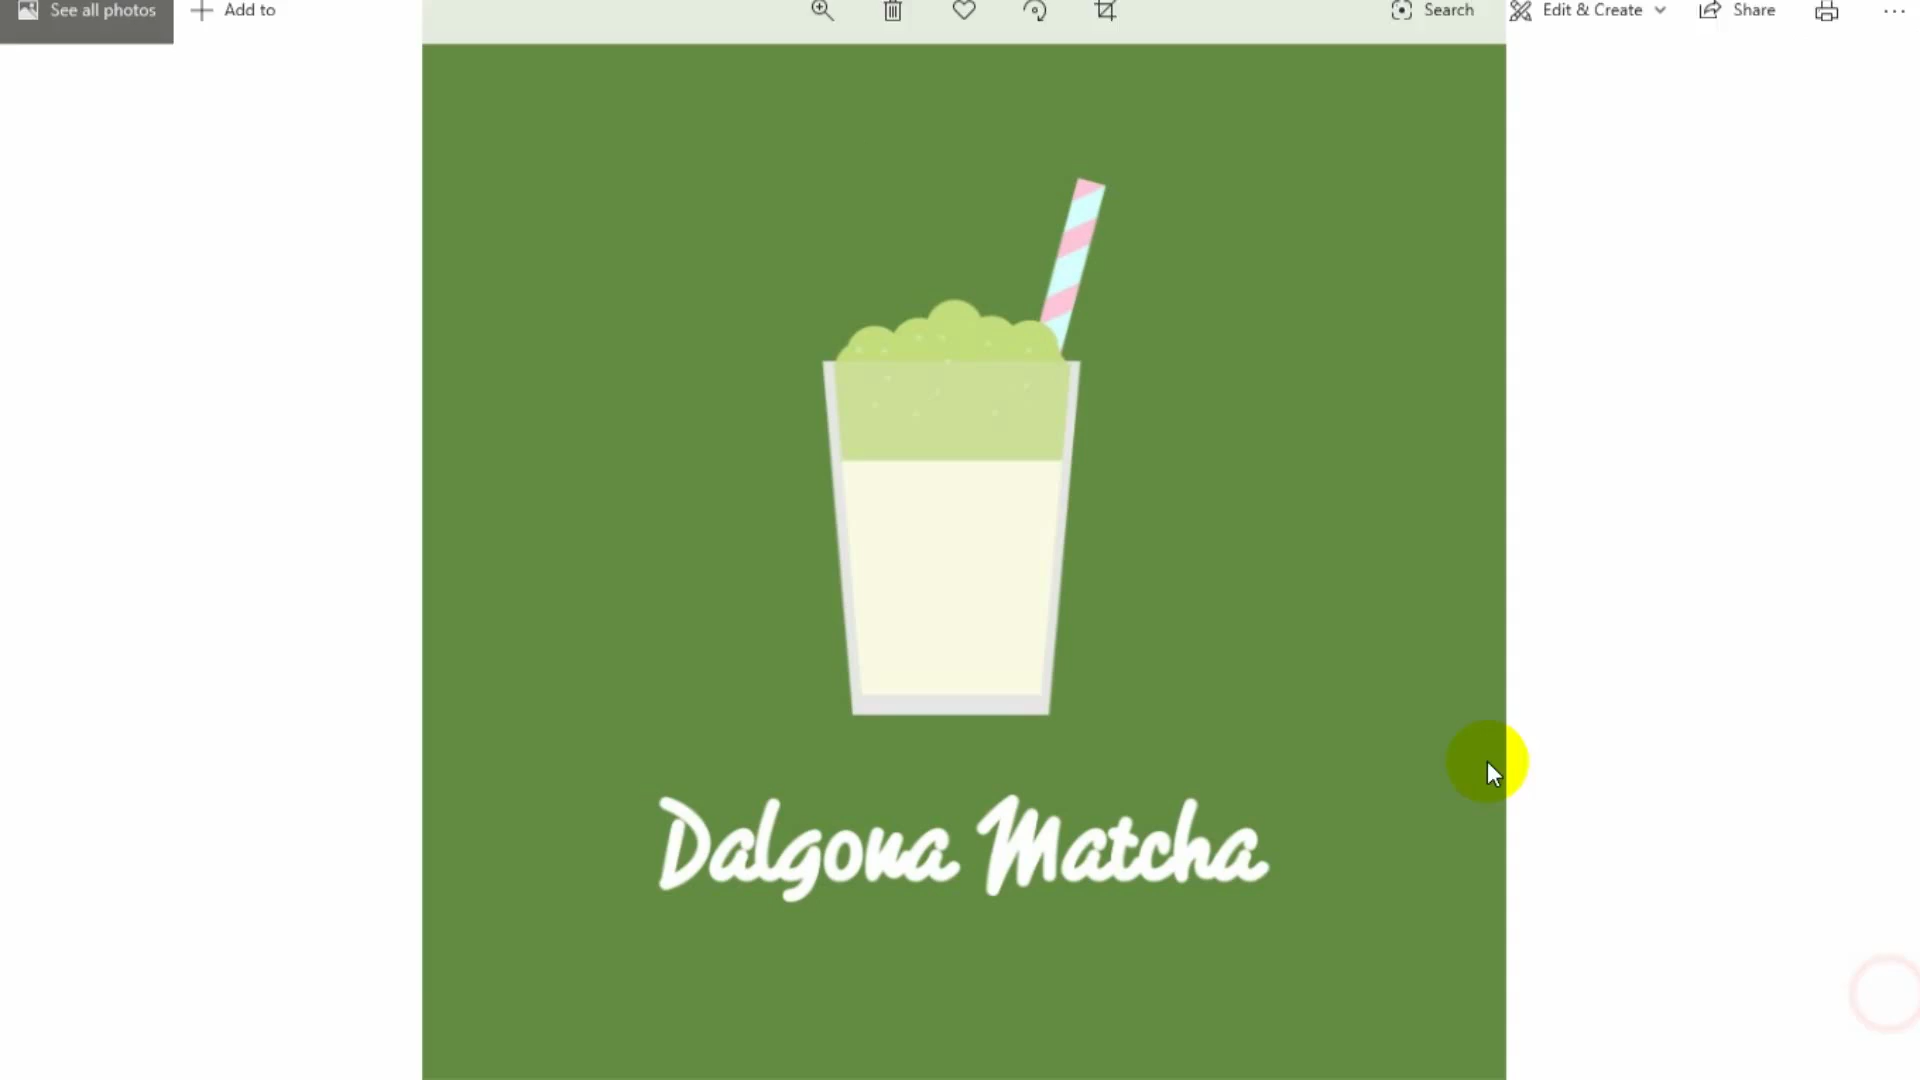 See all photos
Add to
Search
Edit & Create
Share
Dalgona Matcha